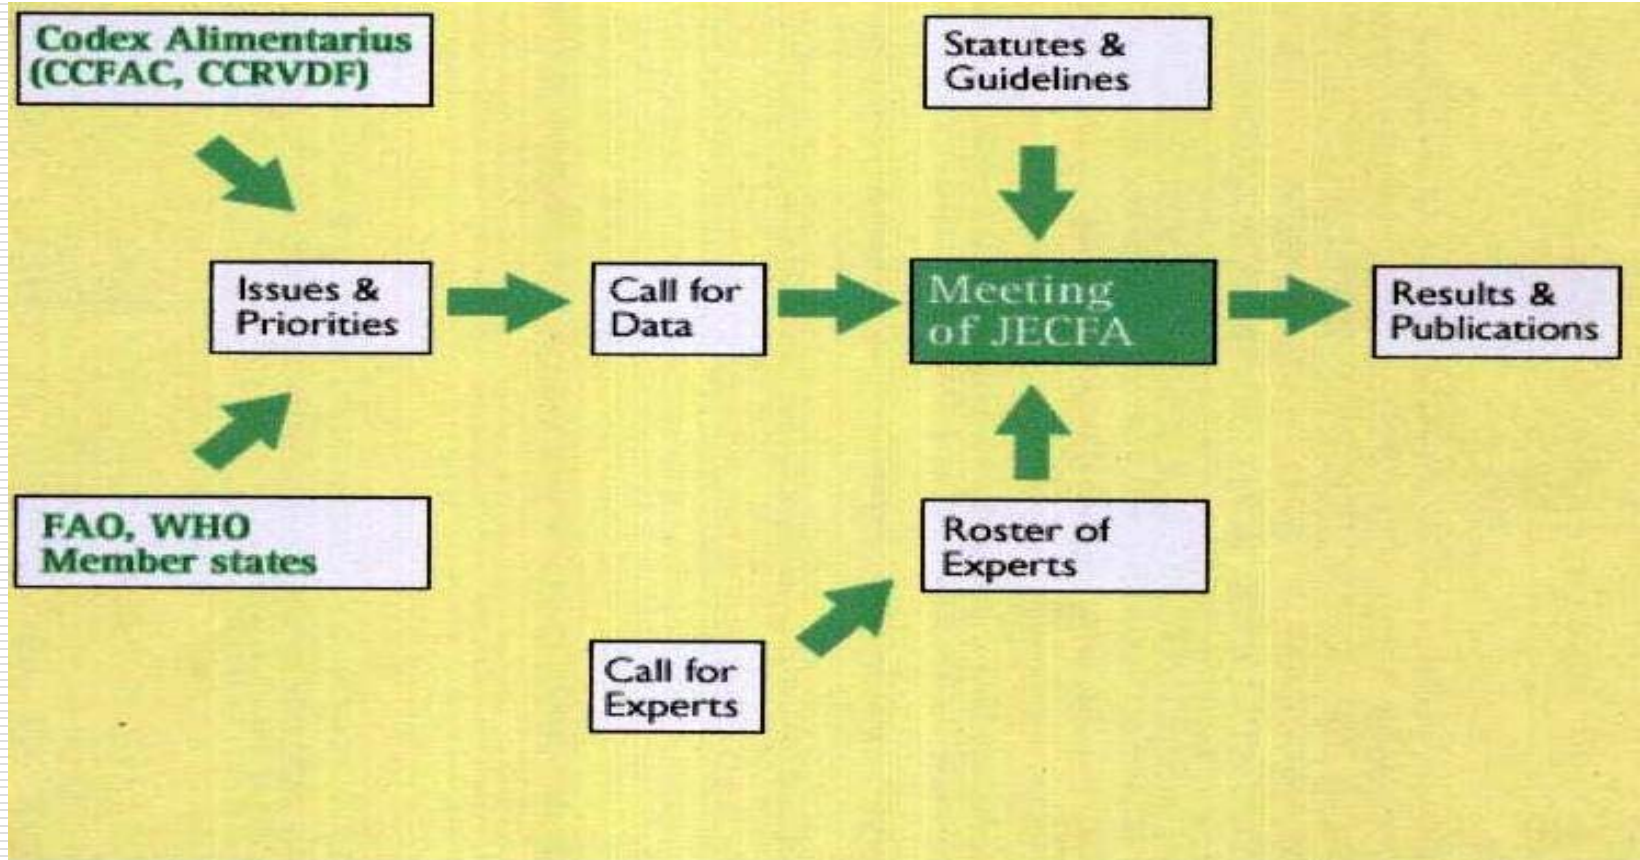 Codex Alimentarius
(CCFAC, CCRVDF)
Statutes &
Guidelines
Issues &
Priorities
Call for
Data
Meeting
of JECFA
Results &
Publications
FAO, WHO
Member states
Roster of
Experts
Call for
Experts